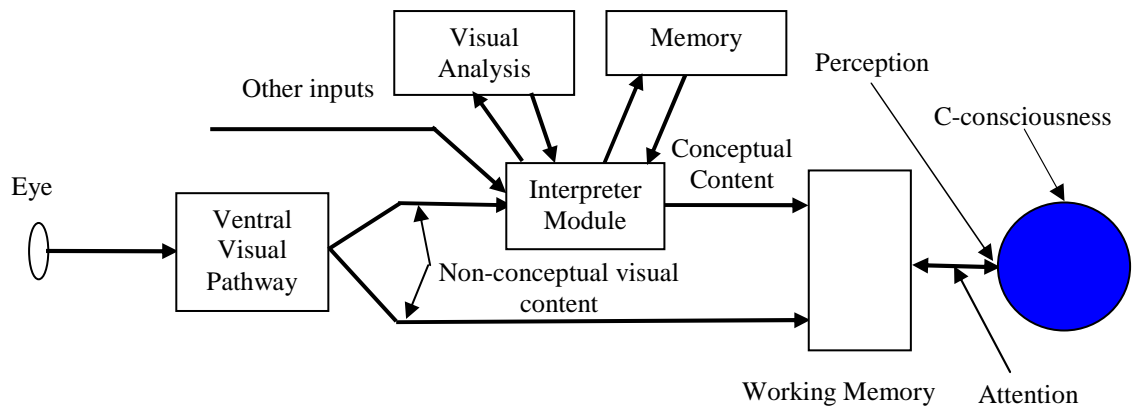 Visual
Analysis
Memory
Perception
Other inputs
C-consciousness
Conceptual
Content
Eye
Interpreter
Module
Ventral
Visual
Pathway
Non-conceptual visual
content
Working Memory
Attention